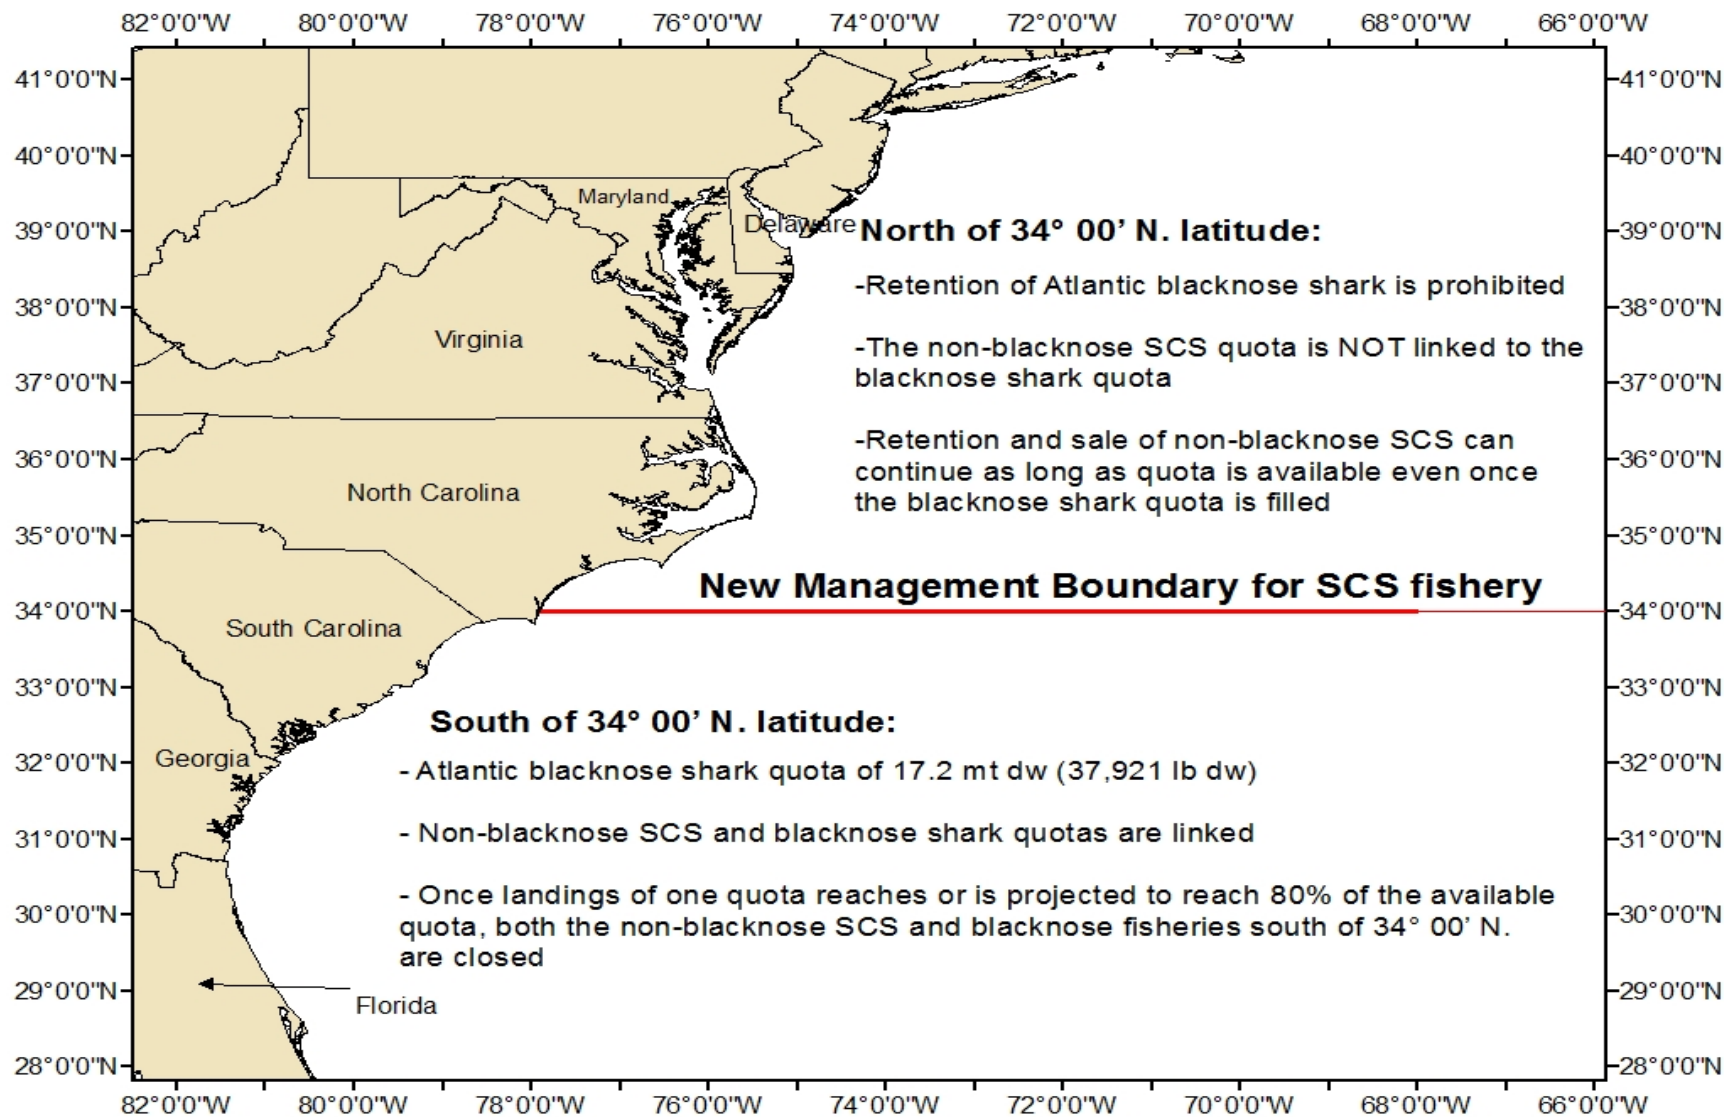 82°0'0"W 80°0'0"W 78°0'0"W 76°0'0"W 74°0'0"W 72°0'0"W 70°0'0"W 68°0'0"W 66°0'0"W
41°0'0"N 41°0'0"N
40°0'0"N 40°0'0"N
Maryland
39°0'0"N Delaware North of 34° 00’ N. latitude: 39°0'0"N
-Retention of Atlantic blacknose shark is prohibited
38°0'0"N 38°0'0"N
Virginia
-The non-blacknose SCS quota is NOT linked to the
blacknose shark quota
37°0'0"N 37°0'0"N
-Retention and sale of non-blacknose SCS can
36°0'0"N 36°0'0"N
continue as long as quota is available even once
North Carolina
the blacknose shark quota is filled
35°0'0"N 35°0'0"N
New Management Boundary for SCS fishery
34°0'0"N 34°0'0"N
South Carolina
33°0'0"N 33°0'0"N
South of 34° 00’ N. latitude:
Georgia
32°0'0"N 32°0'0"N
- Atlantic blacknose shark quota of 17.2 mt dw (37,921 lb dw)
31°0'0"N 31°0'0"N
- Non-blacknose SCS and blacknose shark quotas are linked
- Once landings of one quota reaches or is projected to reach 80% of the available
30°0'0"N 30°0'0"N
quota, both the non-blacknose SCS and blacknose fisheries south of 34° 00’ N.
are closed
29°0'0"N 29°0'0"N
Florida
28°0'0"N 28°0'0"N
82°0'0"W 80°0'0"W 78°0'0"W 76°0'0"W 74°0'0"W 72°0'0"W 70°0'0"W 68°0'0"W 66°0'0"W